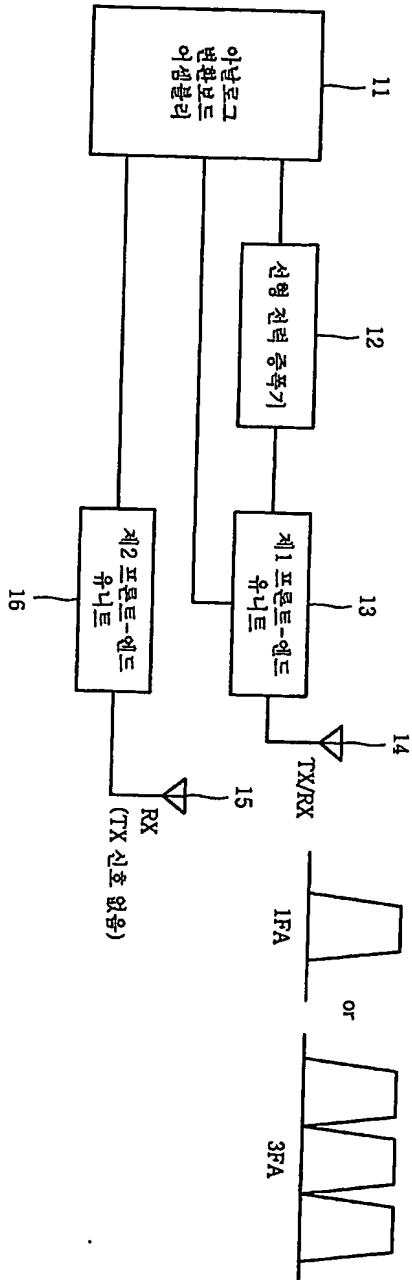 11
아날로그
변환보드
어셈블리
12
선형 전력 증폭기
13
제1 프론트-엔드
유니트
14
TX/RX
1FA
or
3FA
제2 프론트-엔드
유니트
16
15
RX
(TX 신호 없음)